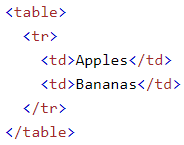 <table>
  <tr>
    <td>Apples</td>
    <td>Bananas</td>
  </tr>
</table>